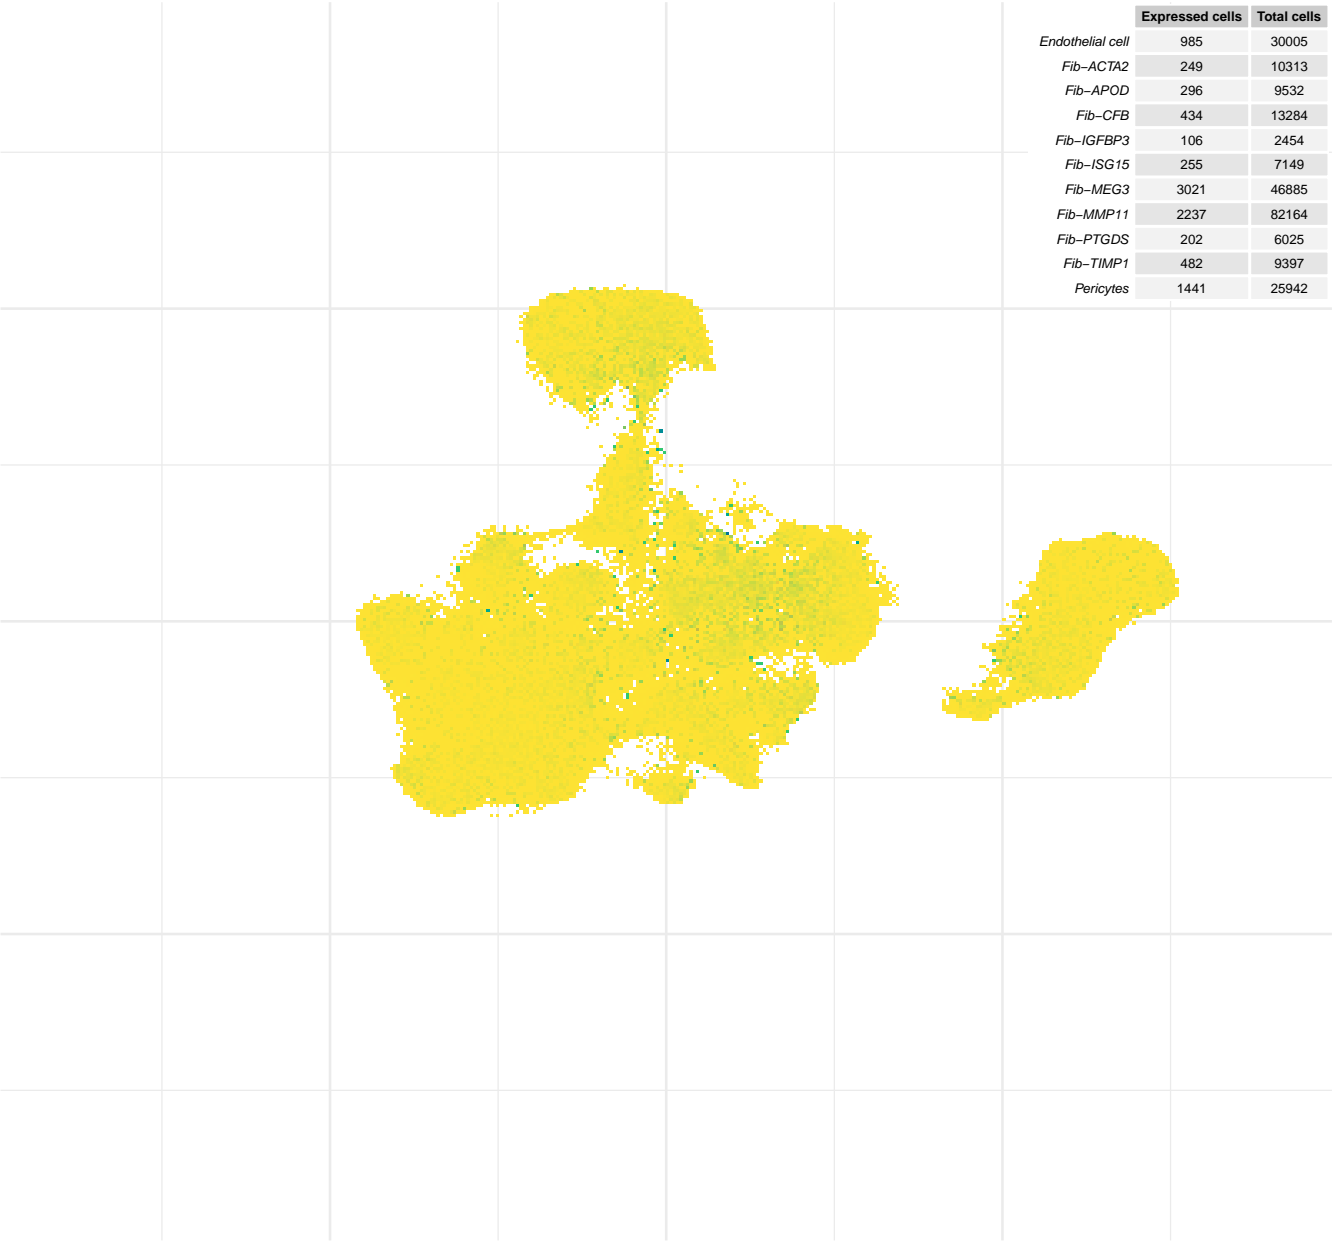 Expressed cells Total cells
Endothelial cell 985 30005
Fib−ACTA2 249 10313
Fib−APOD 296 9532
Fib−CFB 434 13284
Fib−IGFBP3 106 2454
Fib−ISG15 255 7149
Fib−MEG3 3021 46885
Fib−MMP11 2237 82164
Fib−PTGDS 202 6025
Fib−TIMP1 482 9397
Pericytes 1441 25942